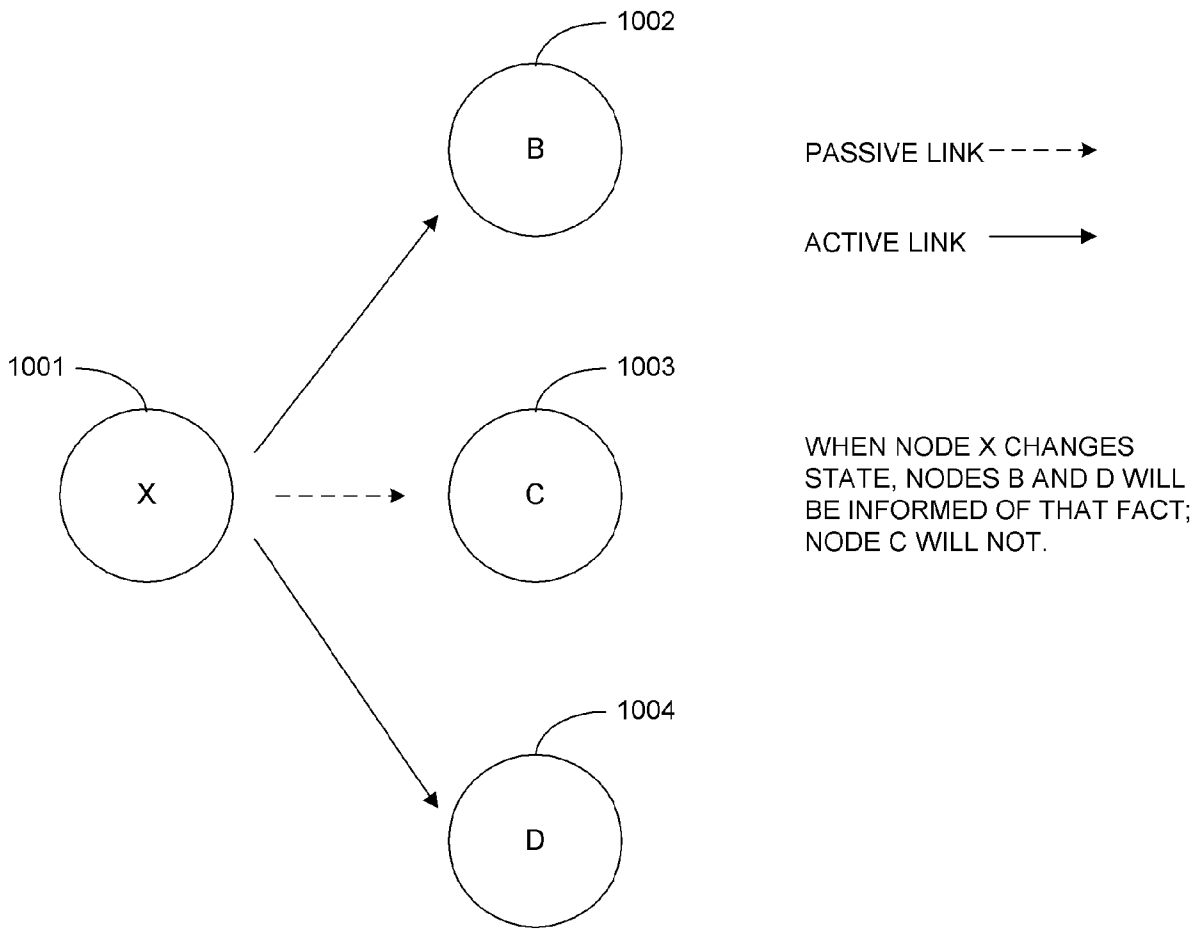 1002
B
PASSIVE LINK
ACTIVE LINK
1001
X
1003
C
WHEN NODE X CHANGES
STATE, NODES B AND D WILL
BE INFORMED OF THAT FACT;
NODE C WILL NOT.
1004
D